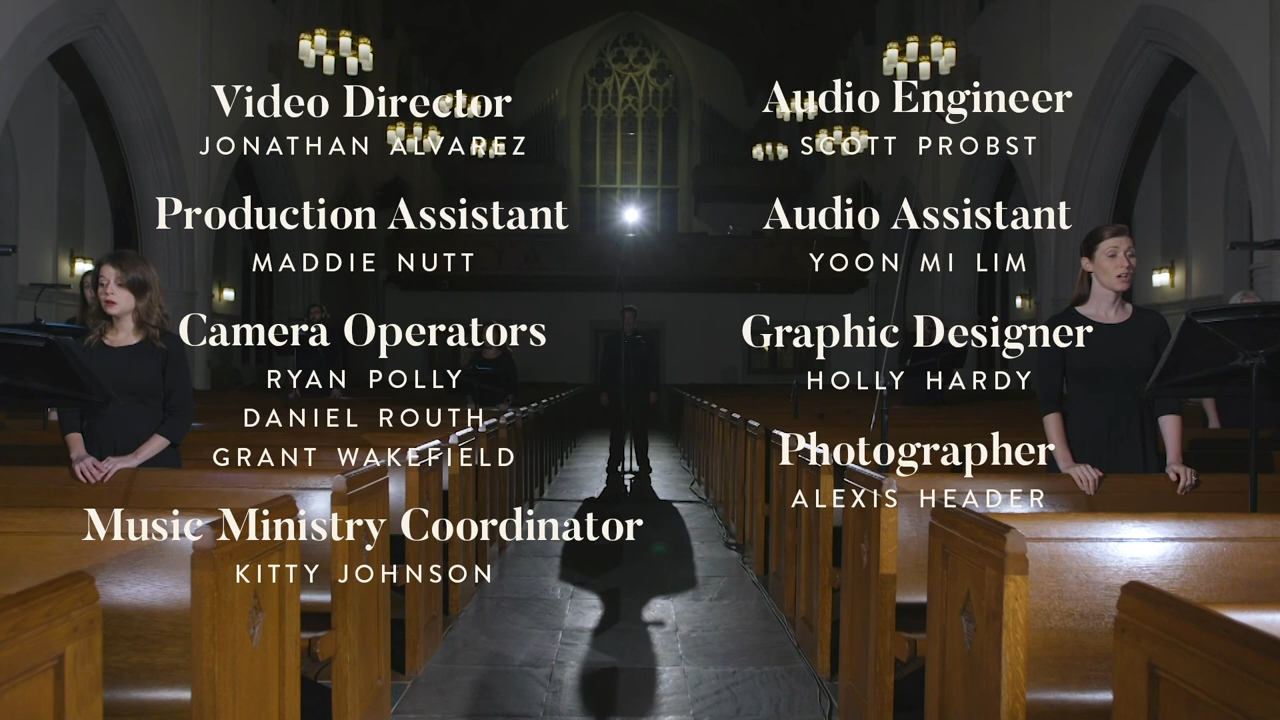 Video Director
JONATHAN ALVAREZ
Production Assistant
MADDIE NUTT
Camera Operators
RYAN POLLY
DANIEL ROUTH
GRANT WAKEFIELD
Music Ministry Coordinator
KITTY JOHNSON
Audio Engineer
SCOTT PROBST
Audio Assistant
YOON MI LIM
Graphic Designer
HOLLY HARDY
Photographer
ALEXIS HEADER